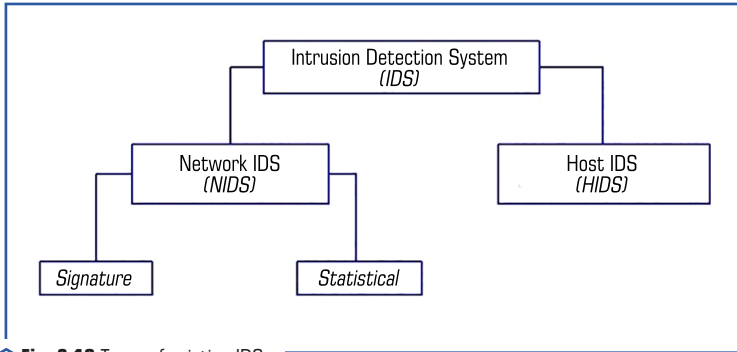 Intrusion Detection System
(IDS)
Network IDS
(NIDS)
Host IDS
(HIDS)
Signature
Statistical